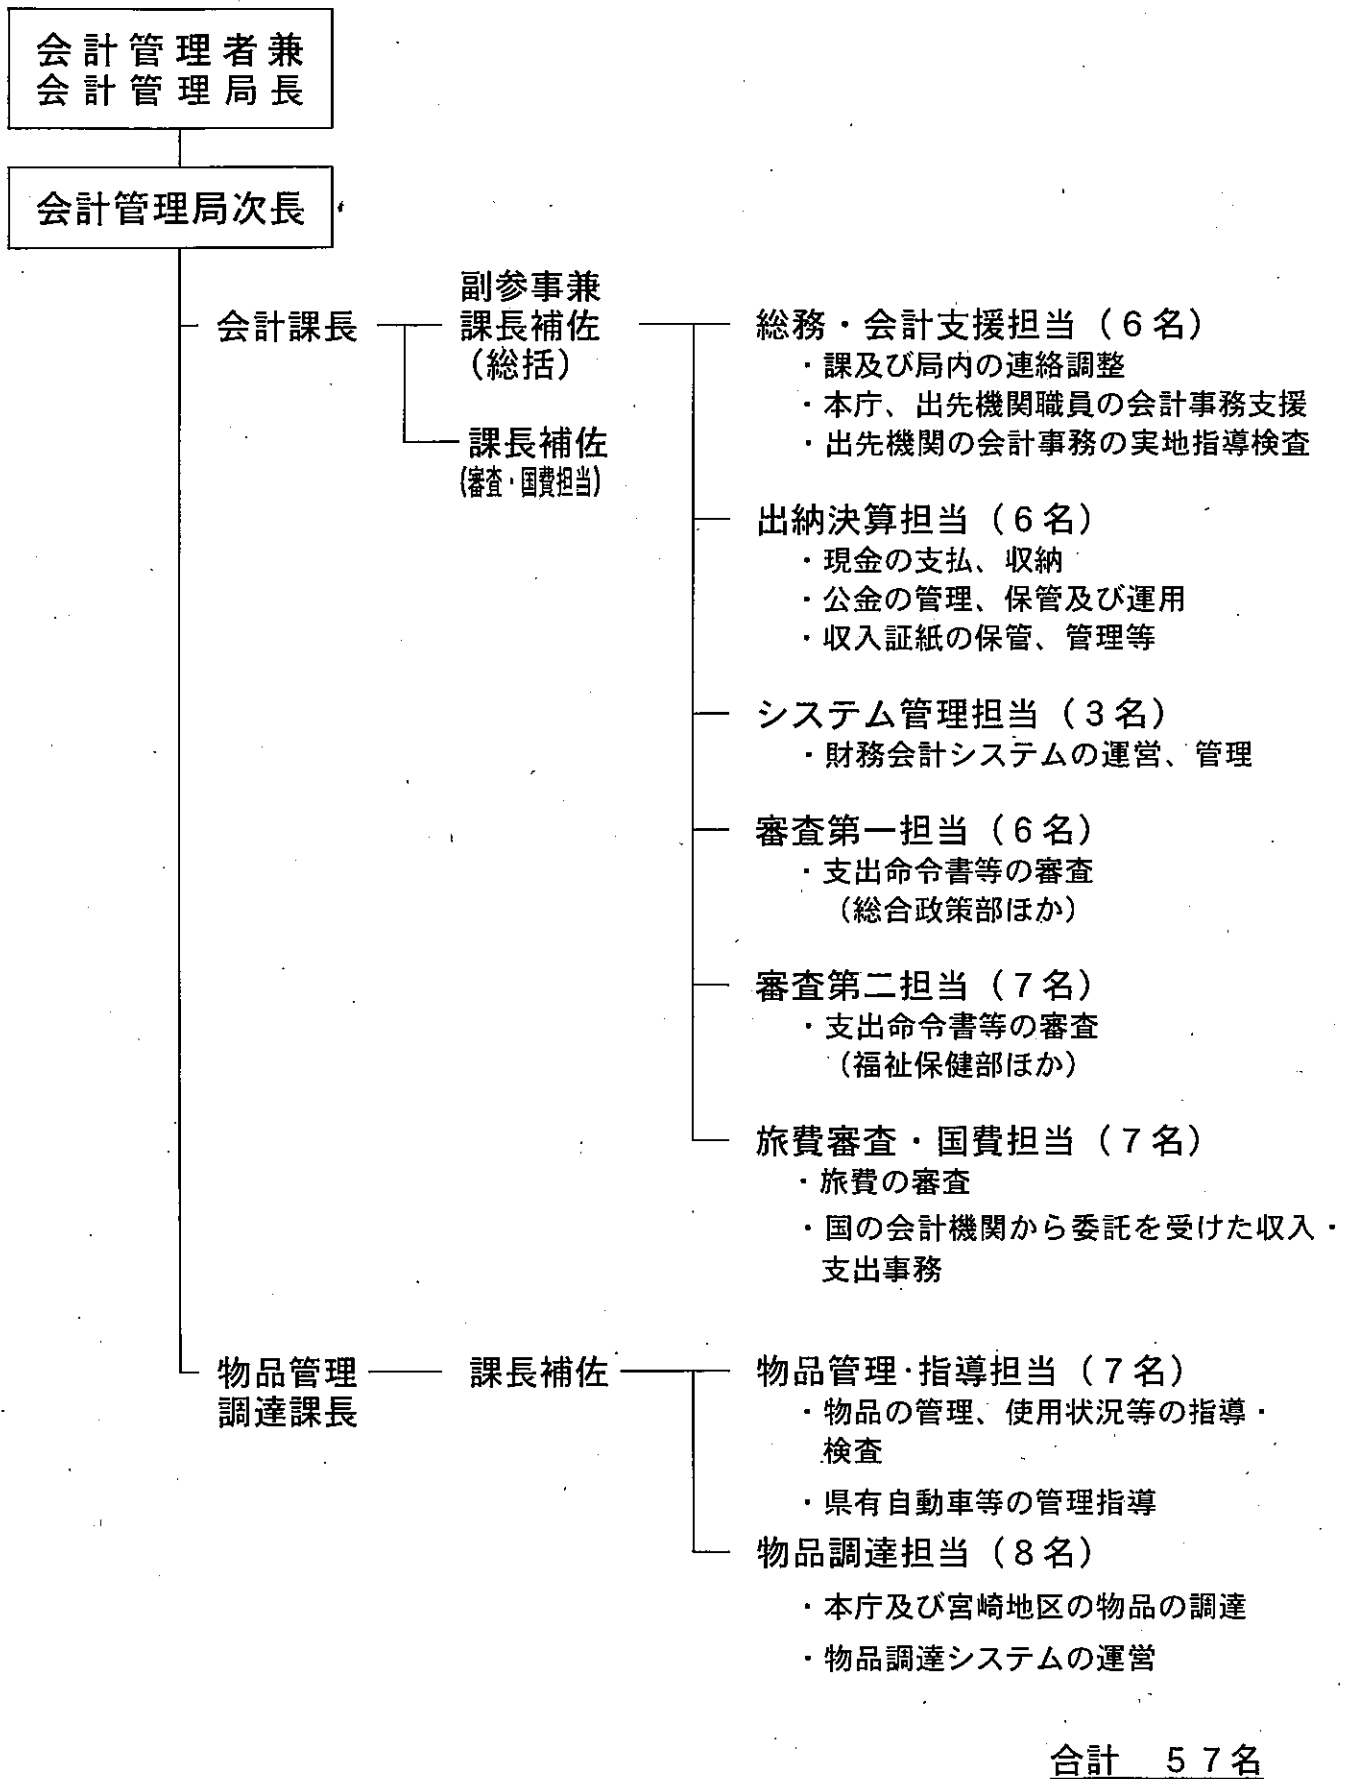 会計管理者兼
会計管理局長
会計管理局次長
会計課長
副参事兼
課長補佐
（総括）
課長補佐
(審査・国費担当)
総務・会計支援担当（６名）
・課及び局内の連絡調整
・本庁、出先機関職員の会計事務支援
・出先機関の会計事務の実地指導検査
出納決算担当（６名）
・現金の支払、収納
・公金の管理、保管及び運用
・収入証紙の保管、管理等
システム管理担当（３名）
・財務会計システムの運営、管理
審査第一担当（６名）
・支出命令書等の審査
（総合政策部ほか）
審査第二担当（７名）
・支出命令書等の審査
（福祉保健部ほか）
旅費審査・国費担当（７名）
・旅費の審査
・国の会計機関から委託を受けた収入・
支出事務
物品管理
調達課長
課長補佐
物品管理・指導担当（７名）
・物品の管理、使用状況等の指導・
検査
・県有自動車等の管理指導
物品調達担当（８名）
・本庁及び宮崎地区の物品の調達
・物品調達システムの運営
合計　５７名